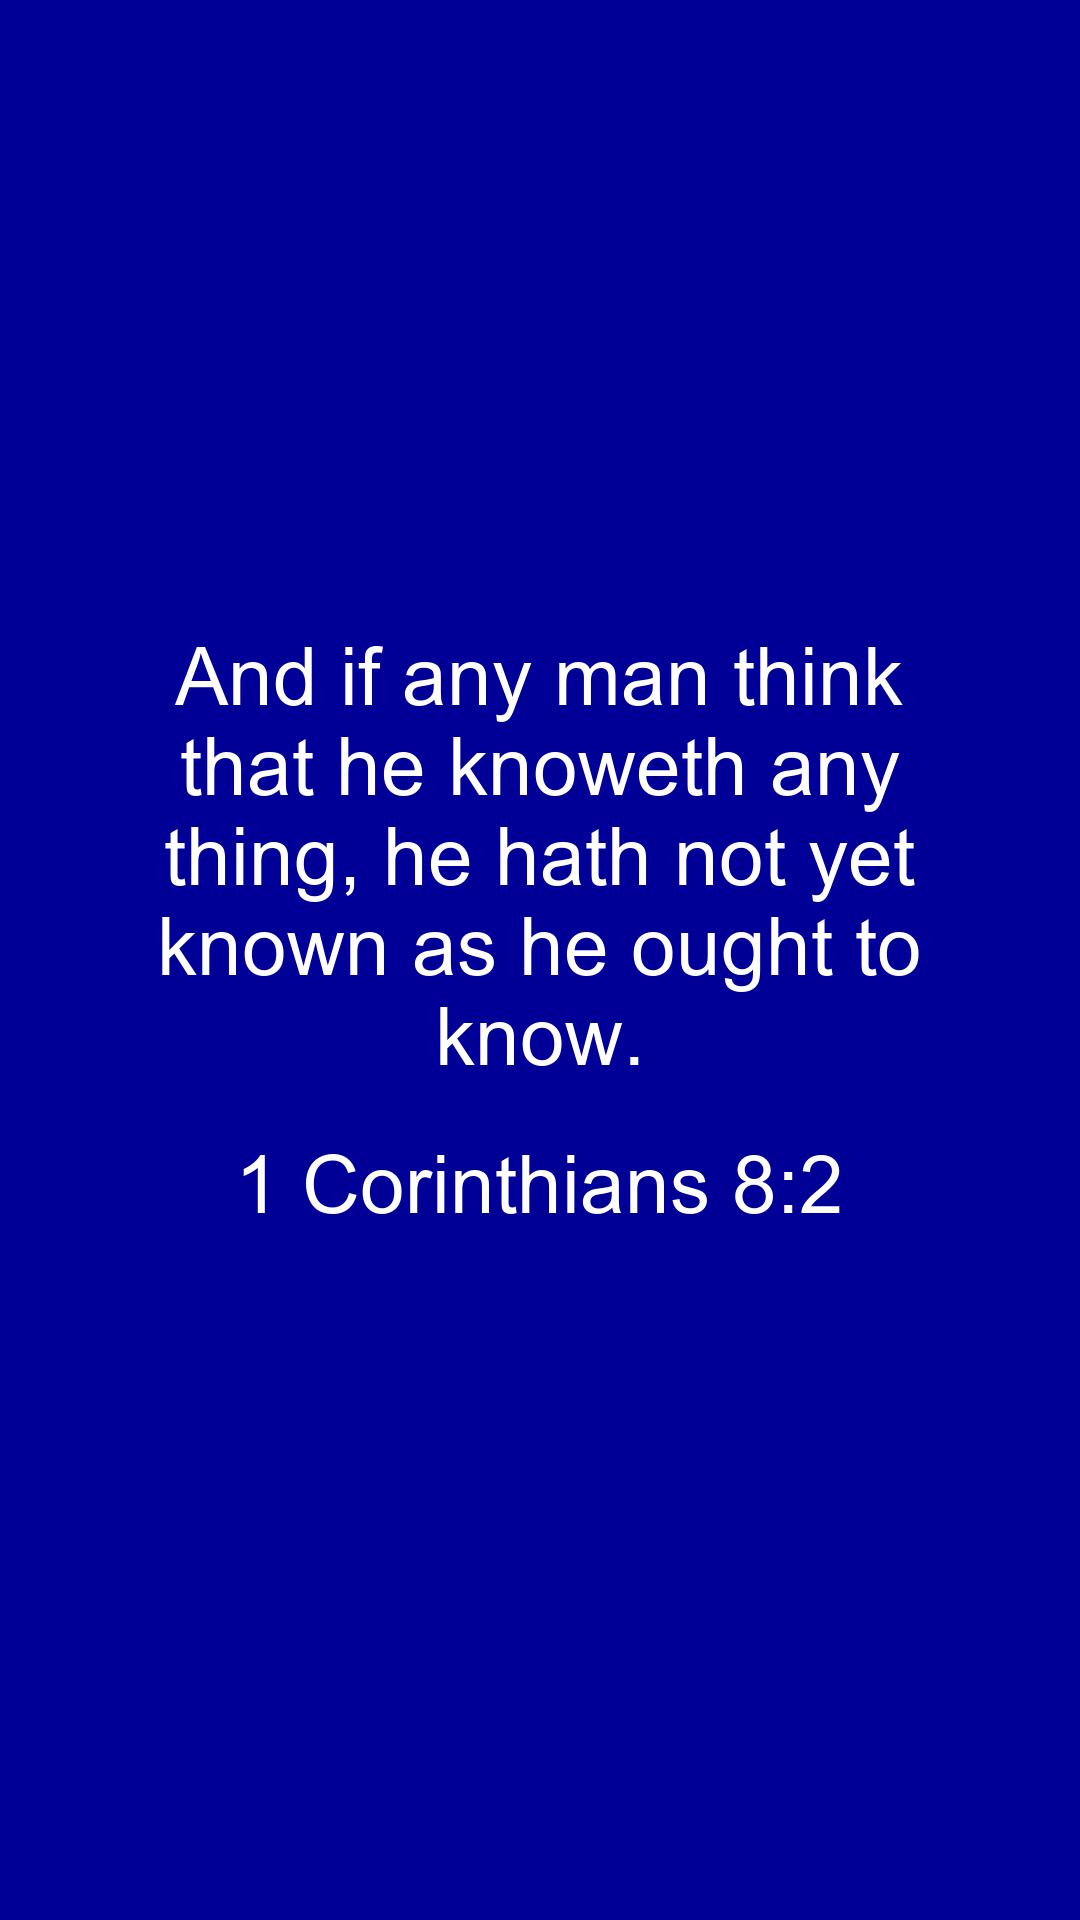 And if any man think
that he knoweth any
thing, he hath not yet
known as he ought to
know.
1 Corinthians 8:2